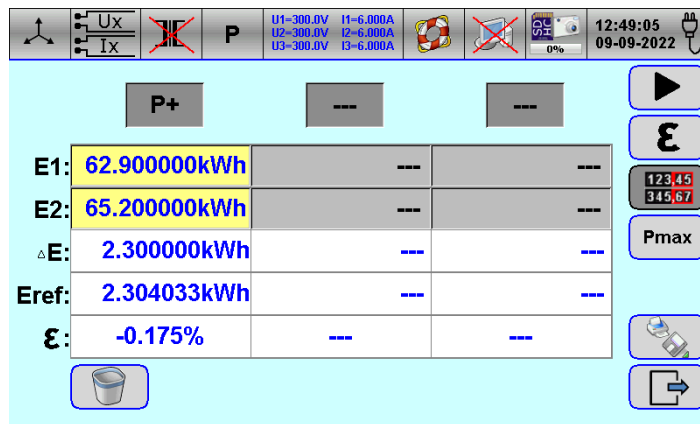 Ux
Ix
P
U1=300.0V I1=6.000A
U2=300.0V I2=6.000A
U3=300.0V I3=6.000A
SD
HC
0%
12:49:05
09-09-2022
P+ --- ---
E1: 62.900000kWh --- ---
E2: 65.200000kWh --- ---
△E: 2.300000kWh --- ---
Eref: 2.304033kWh --- ---
ε: -0.175% --- ---
ε
123,45
345,67
Pmax